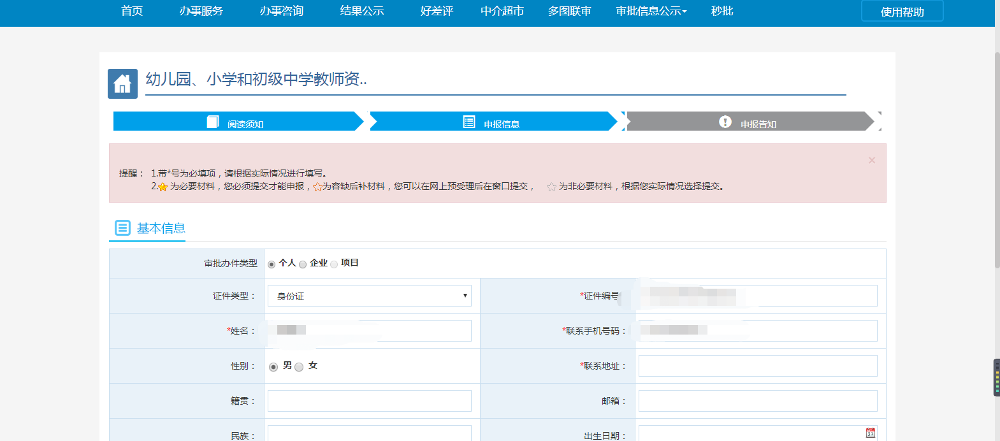 首页 办事服务 办事咨询 结果公示 好差评 中介超市 多图联审 审批信息公示 秒批 使用帮助
幼儿园、小学和初级中学教师资..
阅读须知 申报信息 申报告知
提醒： 1.带*号为必填项，请根据实际情况进行填写。
2. 为必要材料，您必须提交才能申报， 为容缺后补材料，您可以在网上预受理后在窗口提交， 为非必要材料，根据您实际情况选择提交。
基本信息
审批办件类型 个人 企业 项目
证件类型： 身份证 *证件编号
*姓名： *联系手机号码：
性别： 男 女 *联系地址：
籍贯： 邮箱：
民族： 出生日期： 31